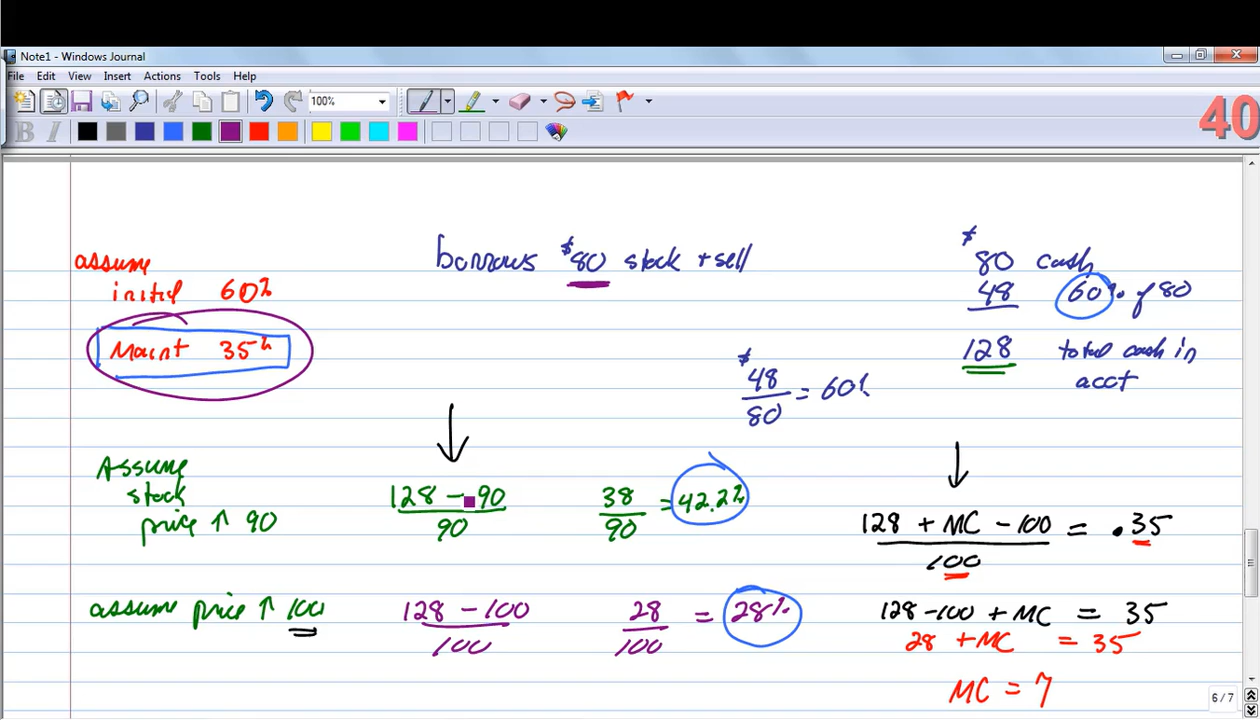 Note1 - Windows Journal
File Edit View Insert Actions Tools Help
100%
B I
40
assume
initial 60%
Maint 35%
borrows $80 stock + sell
$
80 cash
48 60% of 80
128 total cash in
acct
$48/80 = 60%
Assume
stock
price ↑ 90
128 - 90
90
38/90 = 42.2%
128 + MC - 100 = .35
100
assume price ↑ 100
128 - 100
100
28/100 = 28%
128 - 100 + MC = 35
28 + MC = 35
MC = 7
6 / 7